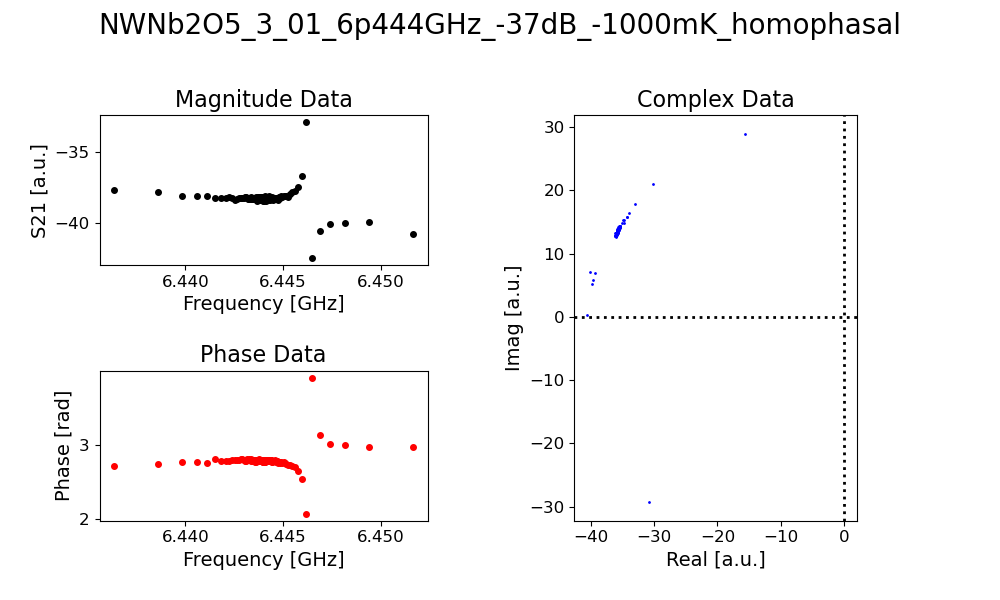 NWNb2O5_3_01_6p444GHz_-37dB_-1000mK_homophasal
Magnitude Data
S21 [a.u.]
−35
−40
6.440 6.445 6.450
Frequency [GHz]
Phase Data
Phase [rad]
3
2
6.440 6.445 6.450
Frequency [GHz]
Complex Data
Imag [a.u.]
30
20
10
0
−10
−20
−30
−40 −30 −20 −10 0
Real [a.u.]